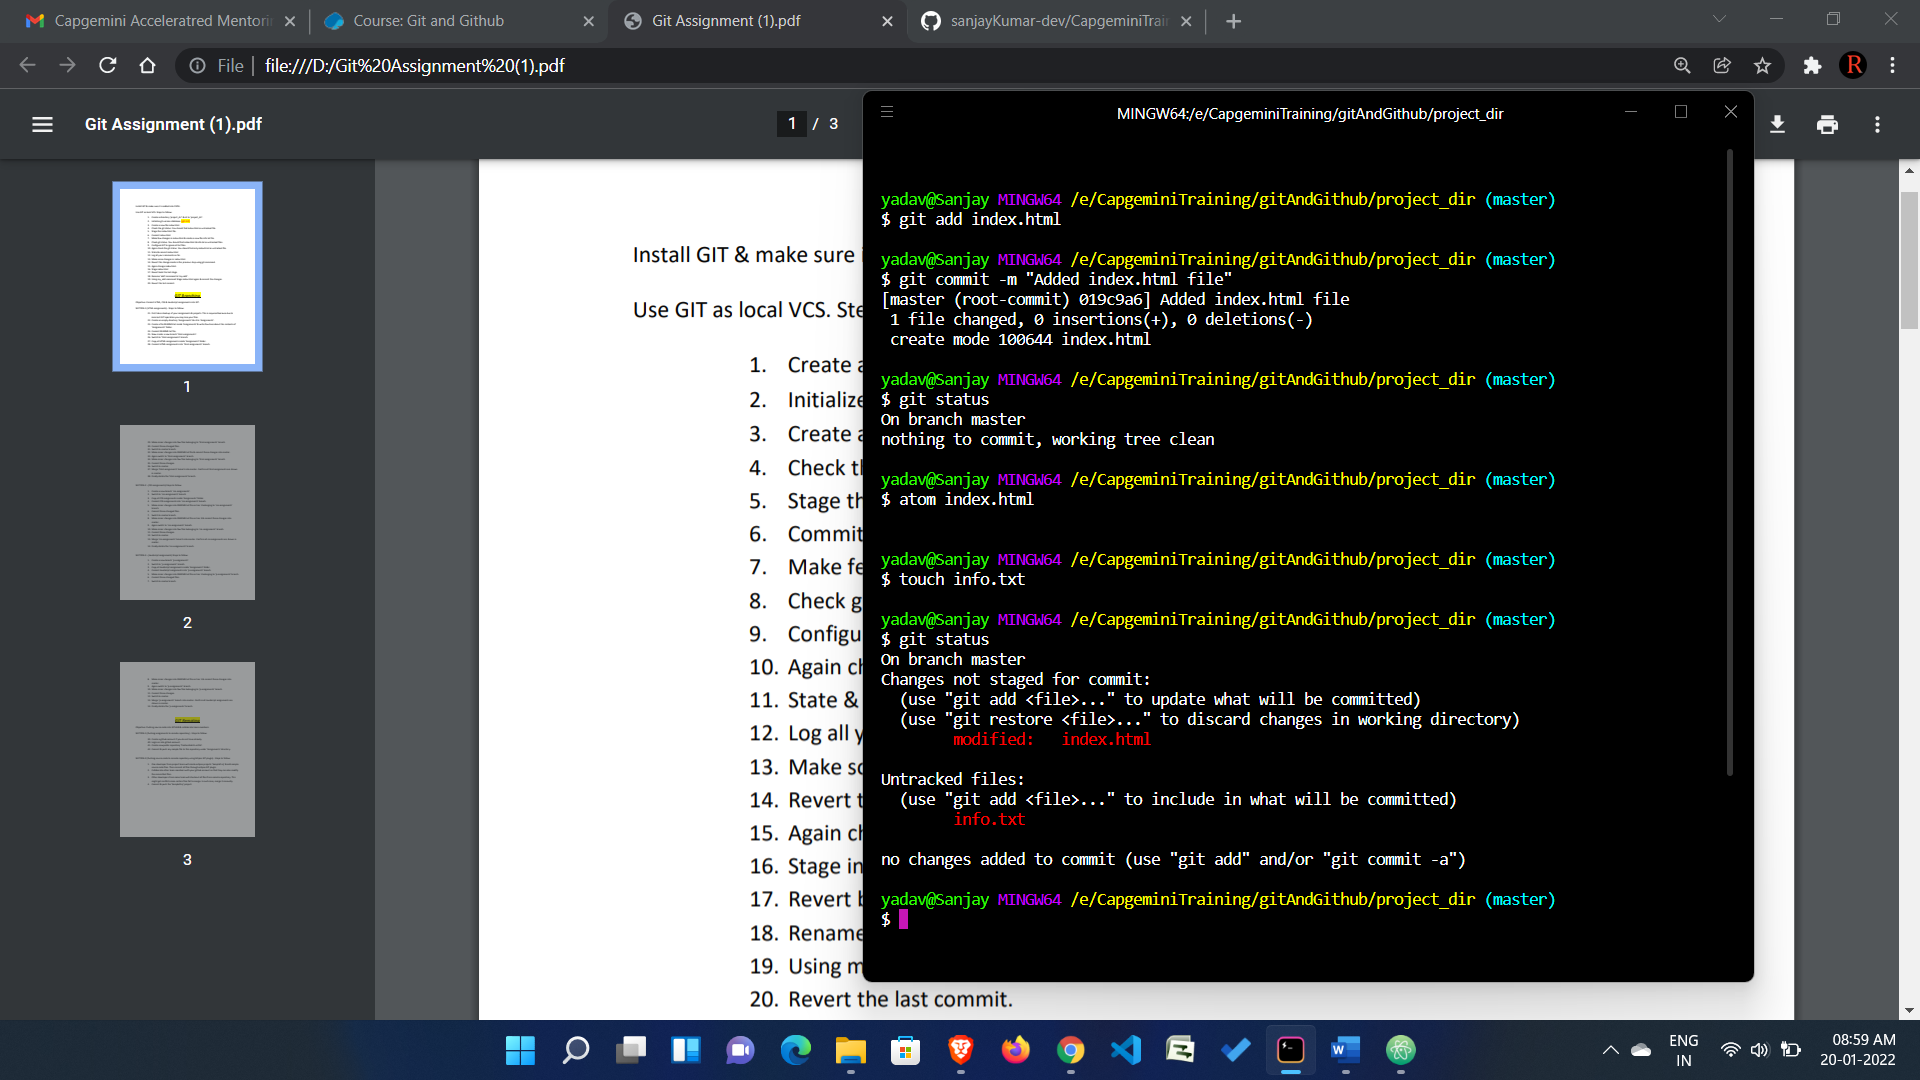 Capgemini Acceleratred Mentorin
Course: Git and Github
Git Assignment (1).pdf
sanjayKumar-dev/CapgeminiTrain
File
file:///D:/Git%20Assignment%20(1).pdf
R
Git Assignment (1).pdf
1 / 3
MINGW64:/e/CapgeminiTraining/gitAndGithub/project_dir
1
2
3
Install GIT & make sure
Use GIT as local VCS. Ste
1. Create a
2. Initialize
3. Create a
4. Check th
5. Stage th
6. Commit
7. Make fe
8. Check g
9. Configu
10. Again ch
11. State &
12. Log all y
13. Make so
14. Revert t
15. Again ch
16. Stage in
17. Revert b
18. Rename
19. Using m
20. Revert the last commit.
yadav@Sanjay MINGW64 /e/CapgeminiTraining/gitAndGithub/project_dir (master)
$ git add index.html
yadav@Sanjay MINGW64 /e/CapgeminiTraining/gitAndGithub/project_dir (master)
$ git commit -m "Added index.html file"
[master (root-commit) 019c9a6] Added index.html file
1 file changed, 0 insertions(+), 0 deletions(-)
create mode 100644 index.html
yadav@Sanjay MINGW64 /e/CapgeminiTraining/gitAndGithub/project_dir (master)
$ git status
On branch master
nothing to commit, working tree clean
yadav@Sanjay MINGW64 /e/CapgeminiTraining/gitAndGithub/project_dir (master)
$ atom index.html
yadav@Sanjay MINGW64 /e/CapgeminiTraining/gitAndGithub/project_dir (master)
$ touch info.txt
yadav@Sanjay MINGW64 /e/CapgeminiTraining/gitAndGithub/project_dir (master)
$ git status
On branch master
Changes not staged for commit:
(use "git add <file>..." to update what will be committed)
(use "git restore <file>..." to discard changes in working directory)
modified: index.html
Untracked files:
(use "git add <file>..." to include in what will be committed)
info.txt
no changes added to commit (use "git add" and/or "git commit -a")
yadav@Sanjay MINGW64 /e/CapgeminiTraining/gitAndGithub/project_dir (master)
$
ENG
IN
08:59 AM
20-01-2022